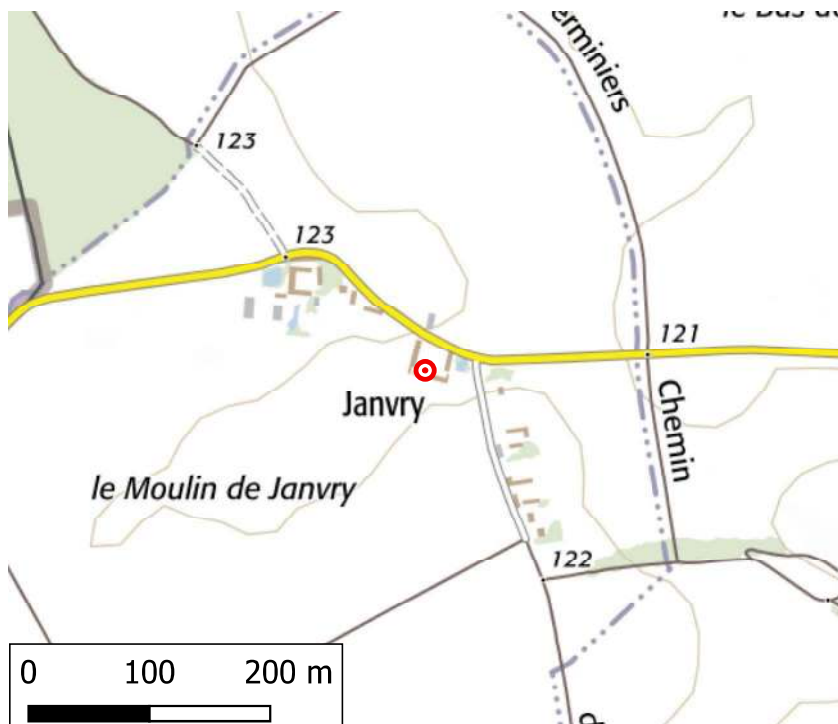 erminiers
123
123
121
Janvry
Chemin
le Moulin de Janvry
122
0 100 200 m